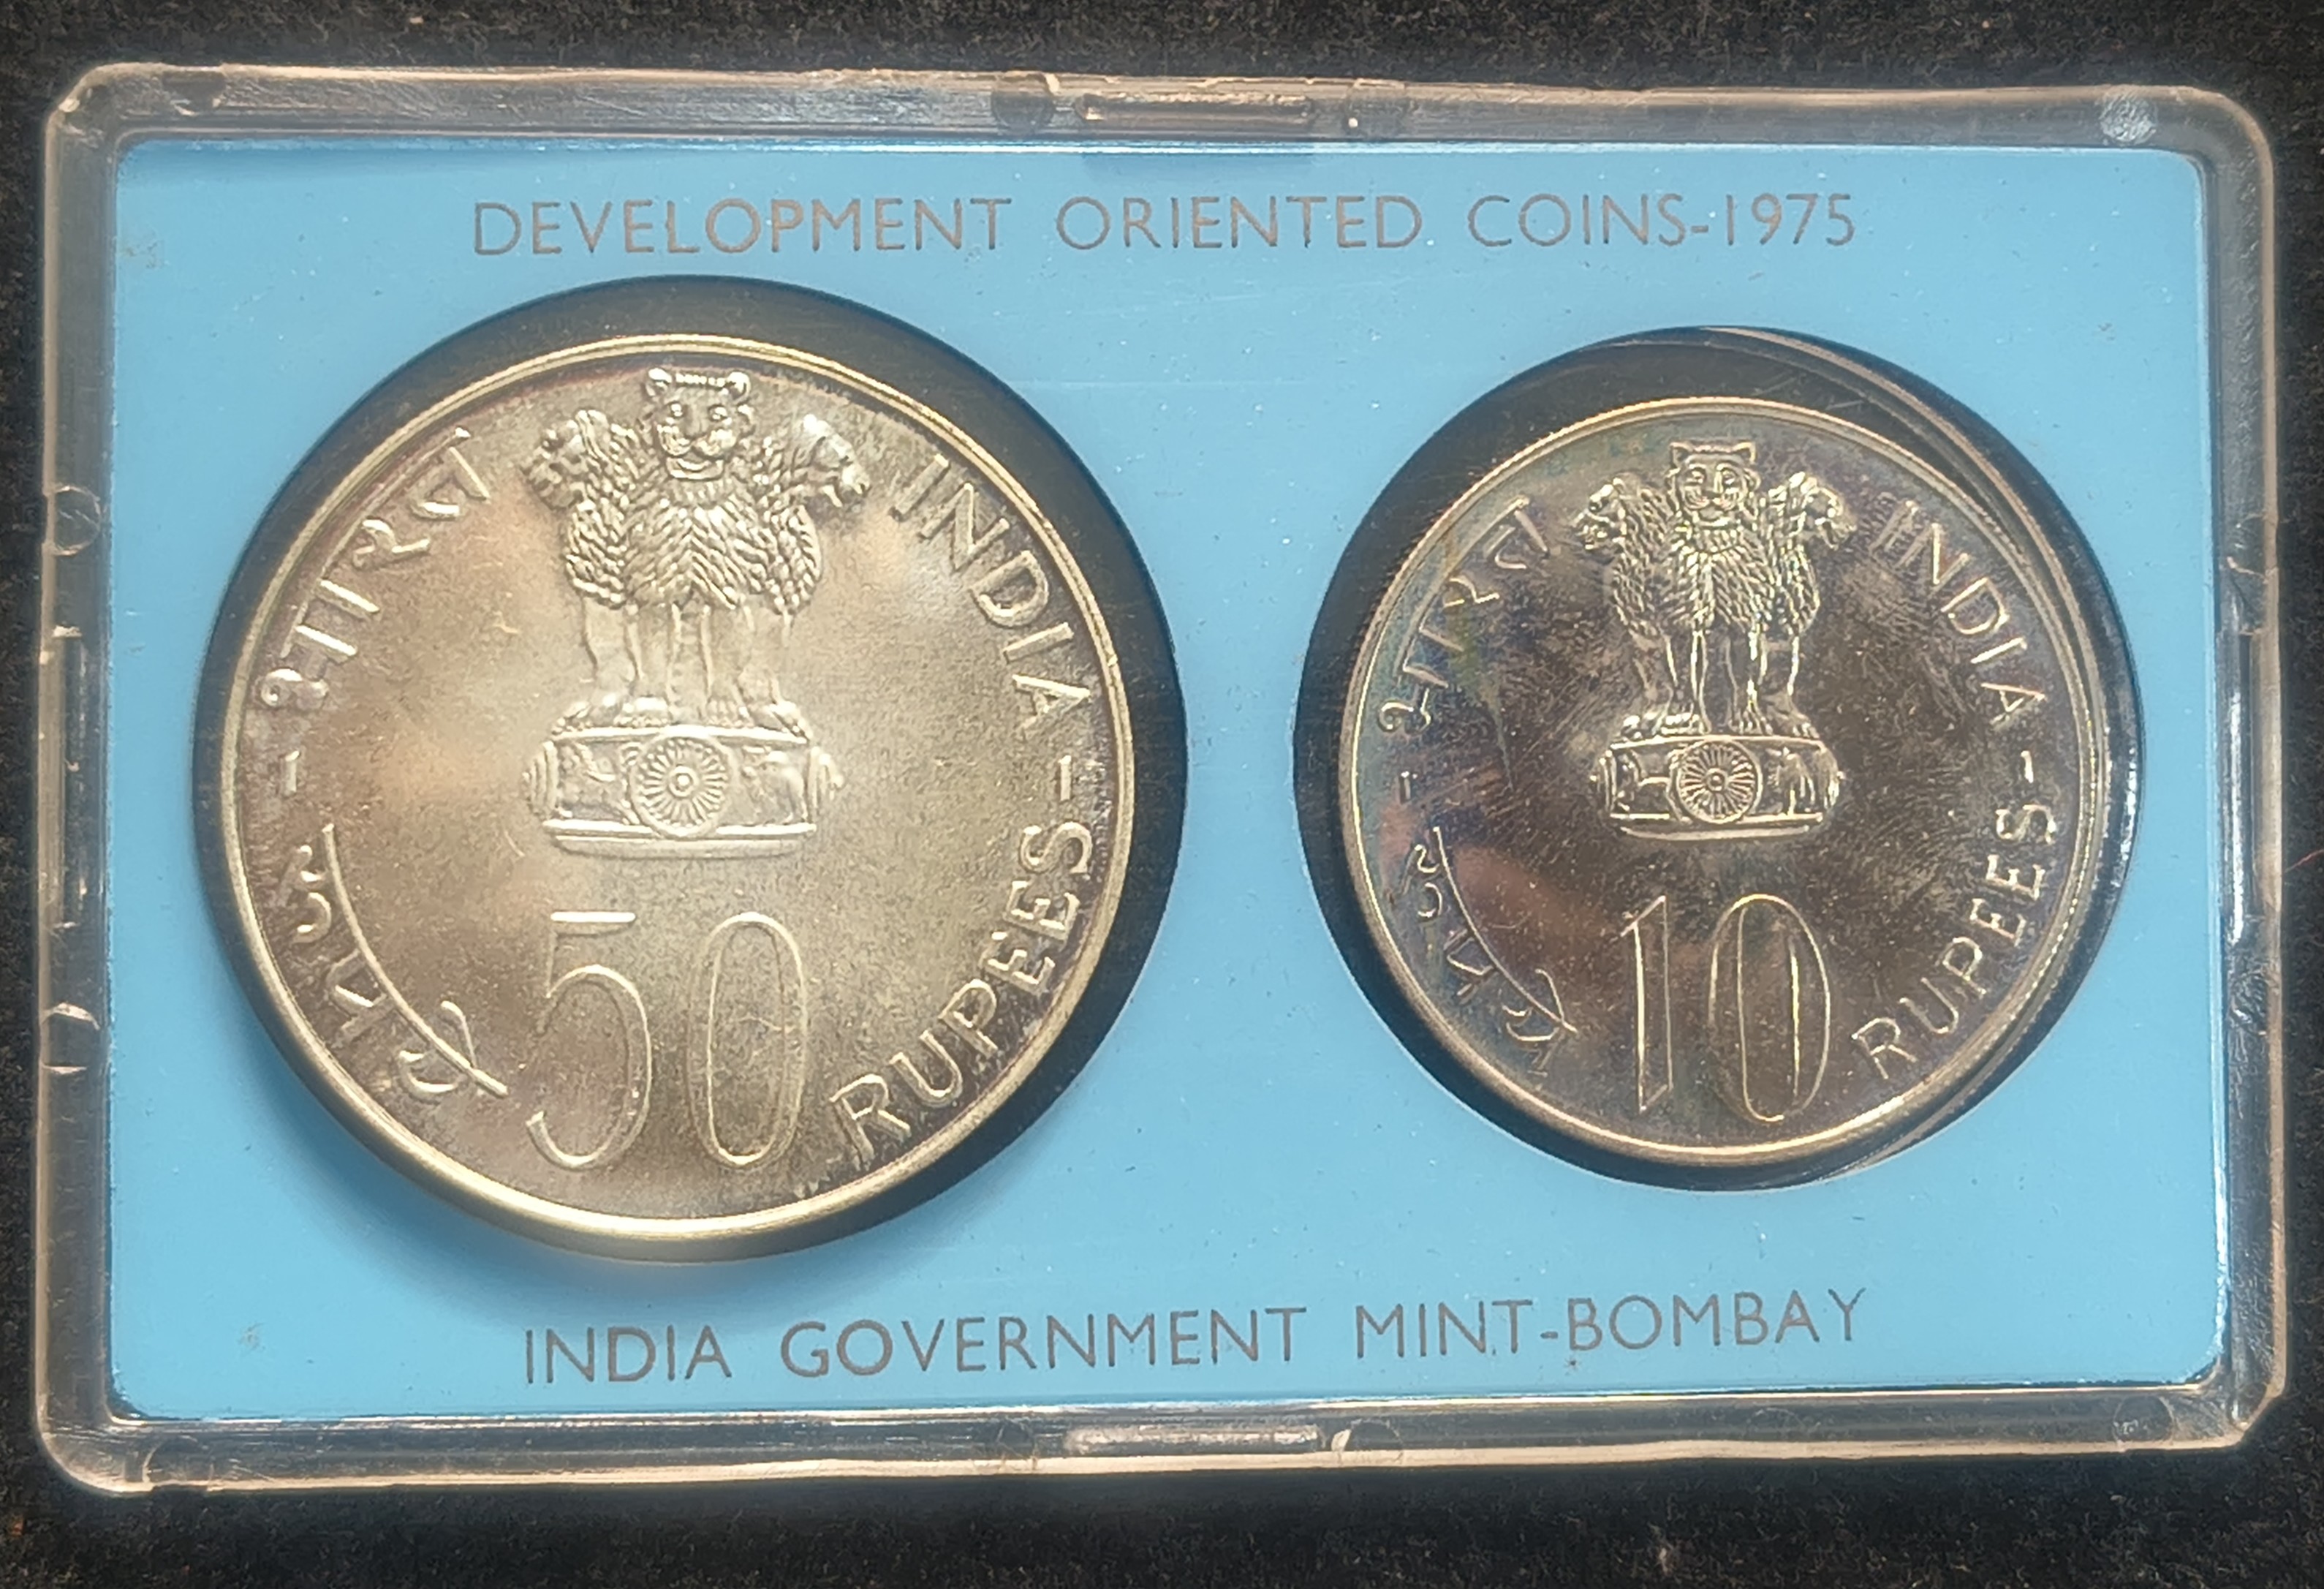 DEVELOPMENT ORIENTED COINS-1975
भारत INDIA
रुपये 50 RUPEES
भारत INDIA
रुपये 10 RUPEES
INDIA GOVERNMENT MINT-BOMBAY